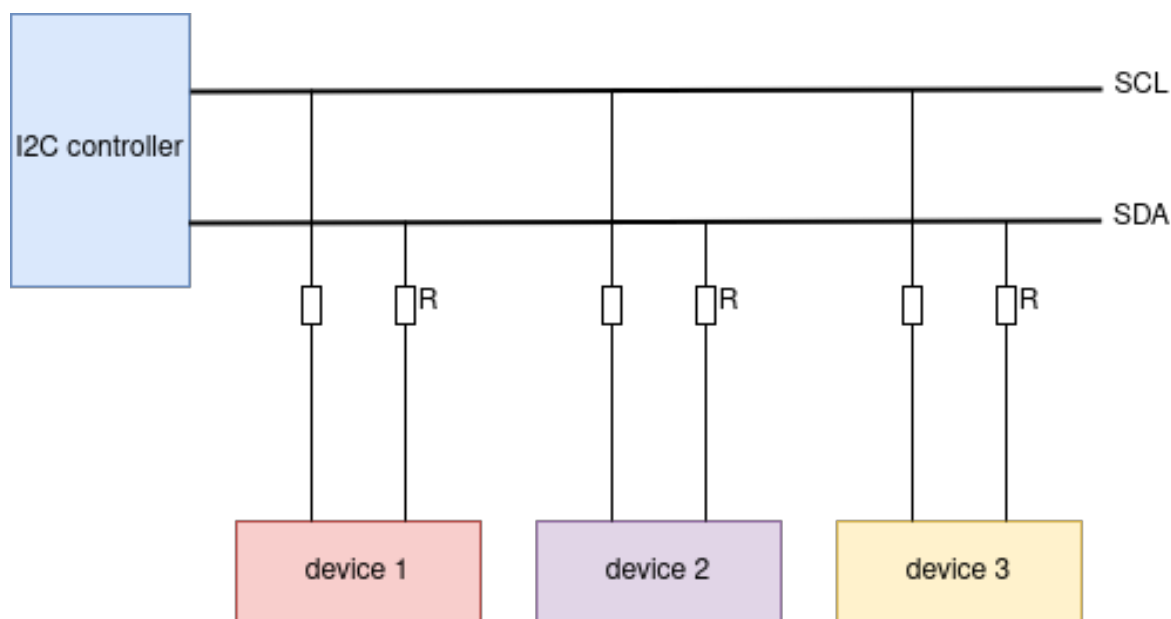 SCL
I2C controller
SDA
R
R
R
device 1
device 2
device 3